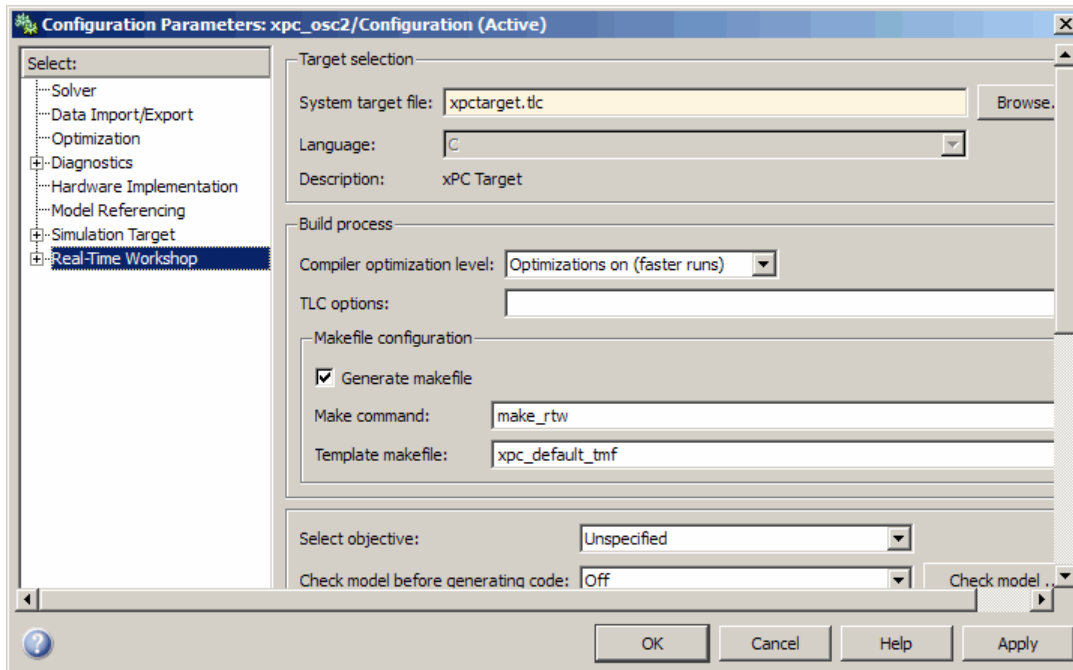 Configuration Parameters: xpc_osc2/Configuration (Active)
Select:
Solver
Data Import/Export
Optimization
Diagnostics
Hardware Implementation
Model Referencing
Simulation Target
Real-Time Workshop
Target selection
System target file: xpctarget.tlc Browse.
Language: C
Description: xPC Target
Build process
Compiler optimization level: Optimizations on (faster runs)
TLC options:
Makefile configuration
Generate makefile
Make command: make_rtw
Template makefile: xpc_default_tmf
Select objective: Unspecified
Check model before generating code: Off Check model ..
? OK Cancel Help Apply